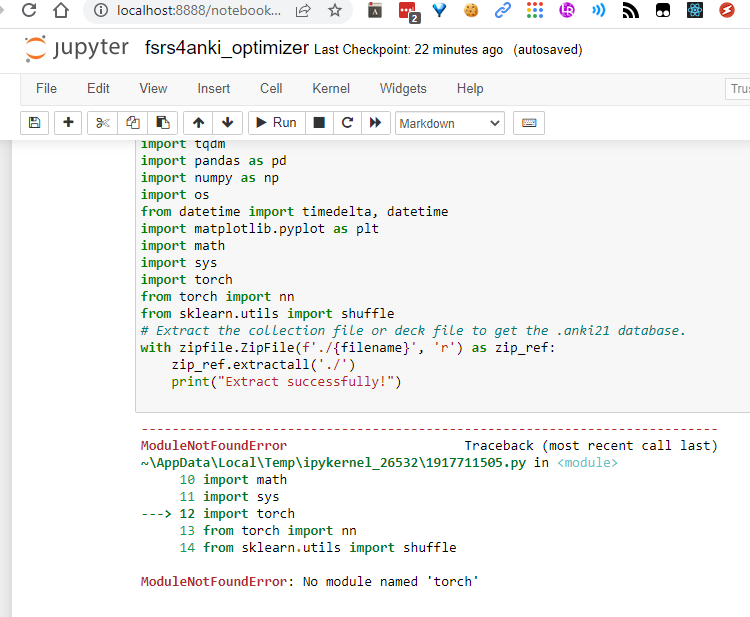 localhost:8888/notebook...
2
LR
jupyter fsrs4anki_optimizer Last Checkpoint: 22 minutes ago (autosaved)
File Edit View Insert Cell Kernel Widgets Help
Trus
Run Markdown
import tqdm
import pandas as pd
import numpy as np
import os
from datetime import timedelta, datetime
import matplotlib.pyplot as plt
import math
import sys
import torch
from torch import nn
from sklearn.utils import shuffle
# Extract the collection file or deck file to get the .anki21 database.
with zipfile.ZipFile(f'./{filename}', 'r') as zip_ref:
    zip_ref.extractall('./')
    print("Extract successfully!")
---------------------------------------------------------------------------
ModuleNotFoundError                       Traceback (most recent call last)
~\AppData\Local\Temp\ipykernel_26532\1917711505.py in <module>
     10 import math
     11 import sys
---> 12 import torch
     13 from torch import nn
     14 from sklearn.utils import shuffle
ModuleNotFoundError: No module named 'torch'